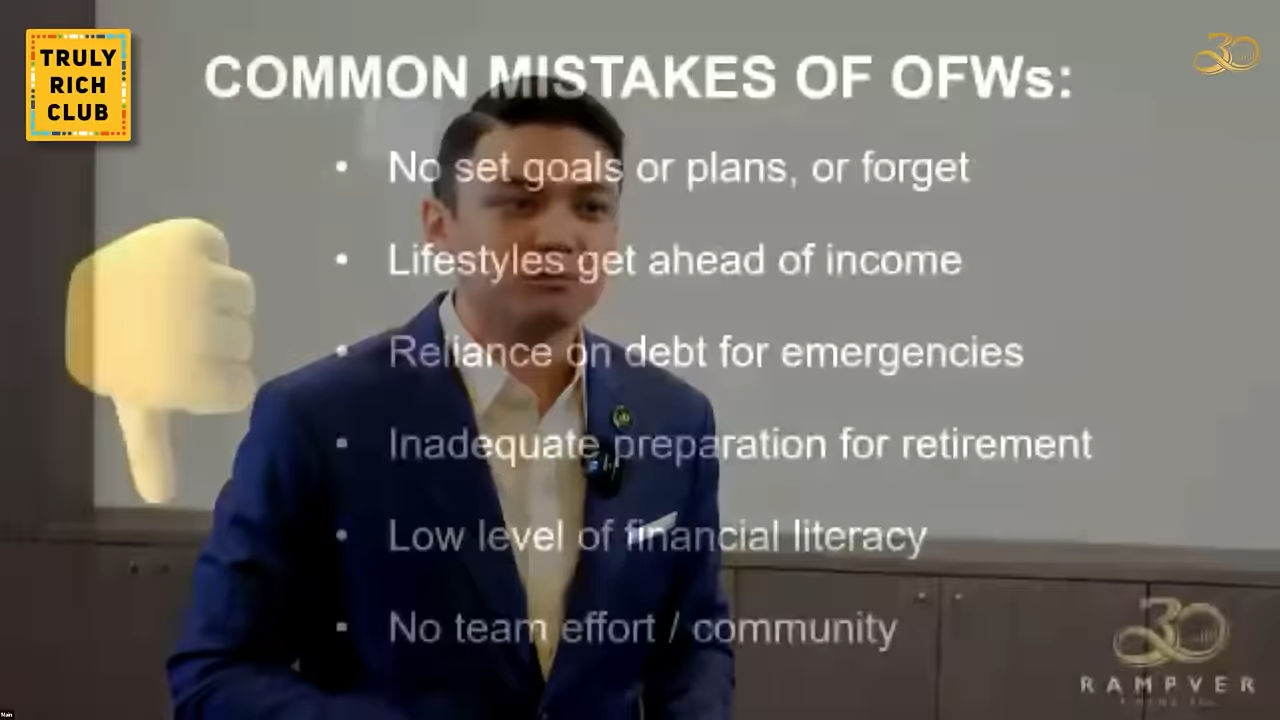 TRULY
RICH
CLUB
30
COMMON MISTAKES OF OFWs:
• No set goals or plans, or forget
• Lifestyles get ahead of income
• Reliance on debt for emergencies
• Inadequate preparation for retirement
• Low level of financial literacy
• No team effort / community
30
RAMPVER
Main